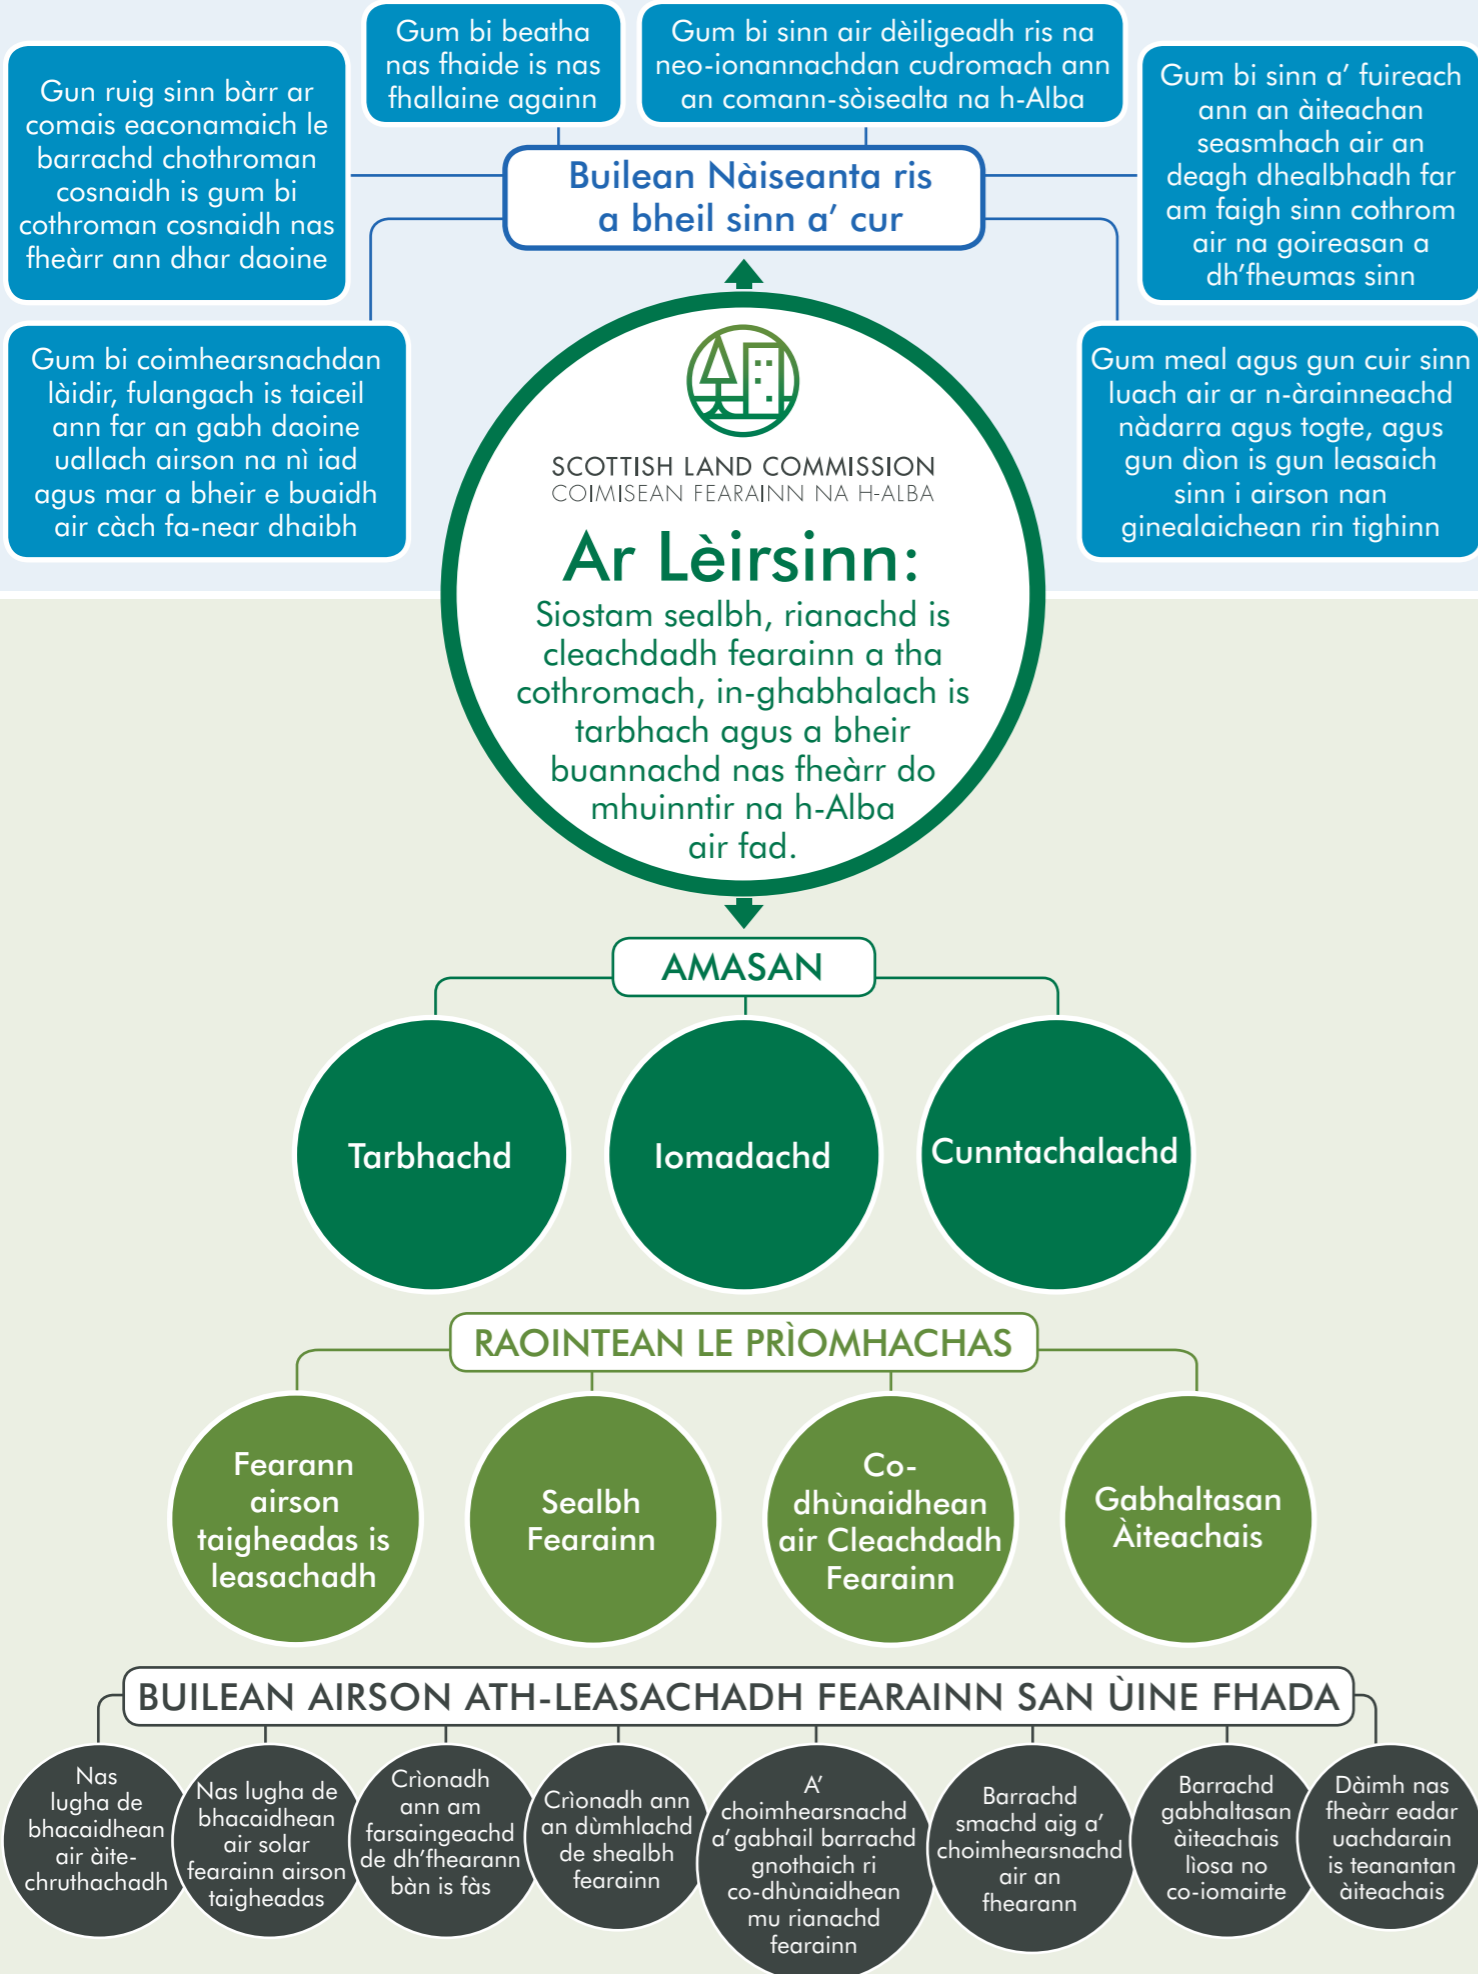 Gum bi beatha
nas fhaide is nas
fhallaine againn
Gum bi sinn air dèiligeadh ris na
neo-ionannachdan cudromach ann
an comann-sòisealta na h-Alba
Gun ruig sinn bàrr ar
comais eaconamaich le
barrachd chothroman
cosnaidh is gum bi
cothroman cosnaidh nas
fheàrr ann dhar daoine
Gum bi sinn a’ fuireach
ann an àiteachan
seasmhach air an
deagh dhealbhadh far
am faigh sinn cothrom
air na goireasan a
dh’fheumas sinn
Builean Nàiseanta ris
a bheil sinn a’ cur
Gum bi coimhearsnachdan
làidir, fulangach is taiceil
ann far an gabh daoine
uallach airson na nì iad
agus mar a bheir e buaidh
air càch fa-near dhaibh
Gum meal agus gun cuir sinn
luach air ar n-àrainneachd
nàdarra agus togte, agus
gun dìon is gun leasaich
sinn i airson nan
ginealaichean rin tighinn
SCOTTISH LAND COMMISSION
COIMISEAN FEARAINN NA H-ALBA
Ar Lèirsinn:
Siostam sealbh, rianachd is
cleachdadh fearainn a tha
cothromach, in-ghabhalach is
tarbhach agus a bheir
buannachd nas fheàrr do
mhuinntir na h-Alba
air fad.
AMASAN
Tarbhachd
Iomadachd
Cunntachalachd
RAOINTEAN LE PRÌOMHACHAS
Fearann
airson
taigheadas is
leasachadh
Sealbh
Fearainn
Co-
dhùnaidhean
air Cleachdadh
Fearainn
Gabhaltasan
Àiteachais
BUILEAN AIRSON ATH-LEASACHADH FEARAINN SAN ÙINE FHADA
Nas
lugha de
bhacaidhean
air àite-
chruthachadh
Nas lugha de
bhacaidhean
air solar
fearainn airson
taigheadas
Crìonadh
ann am
farsaingeachd
de dh’fhearann
bàn is fàs
Crìonadh ann
an dùmhlachd
de shealbh
fearainn
A’
choimhearsnachd
a’ gabhail barrachd
gnothaich ri
co-dhùnaidhean
mu rianachd
fearainn
Barrachd
smachd aig a’
choimhearsnachd
air an
fhearann
Barrachd
gabhaltasan
àiteachais
lìosa no
co-iomairte
Dàimh nas
fheàrr eadar
uachdarain
is teanantan
àiteachais